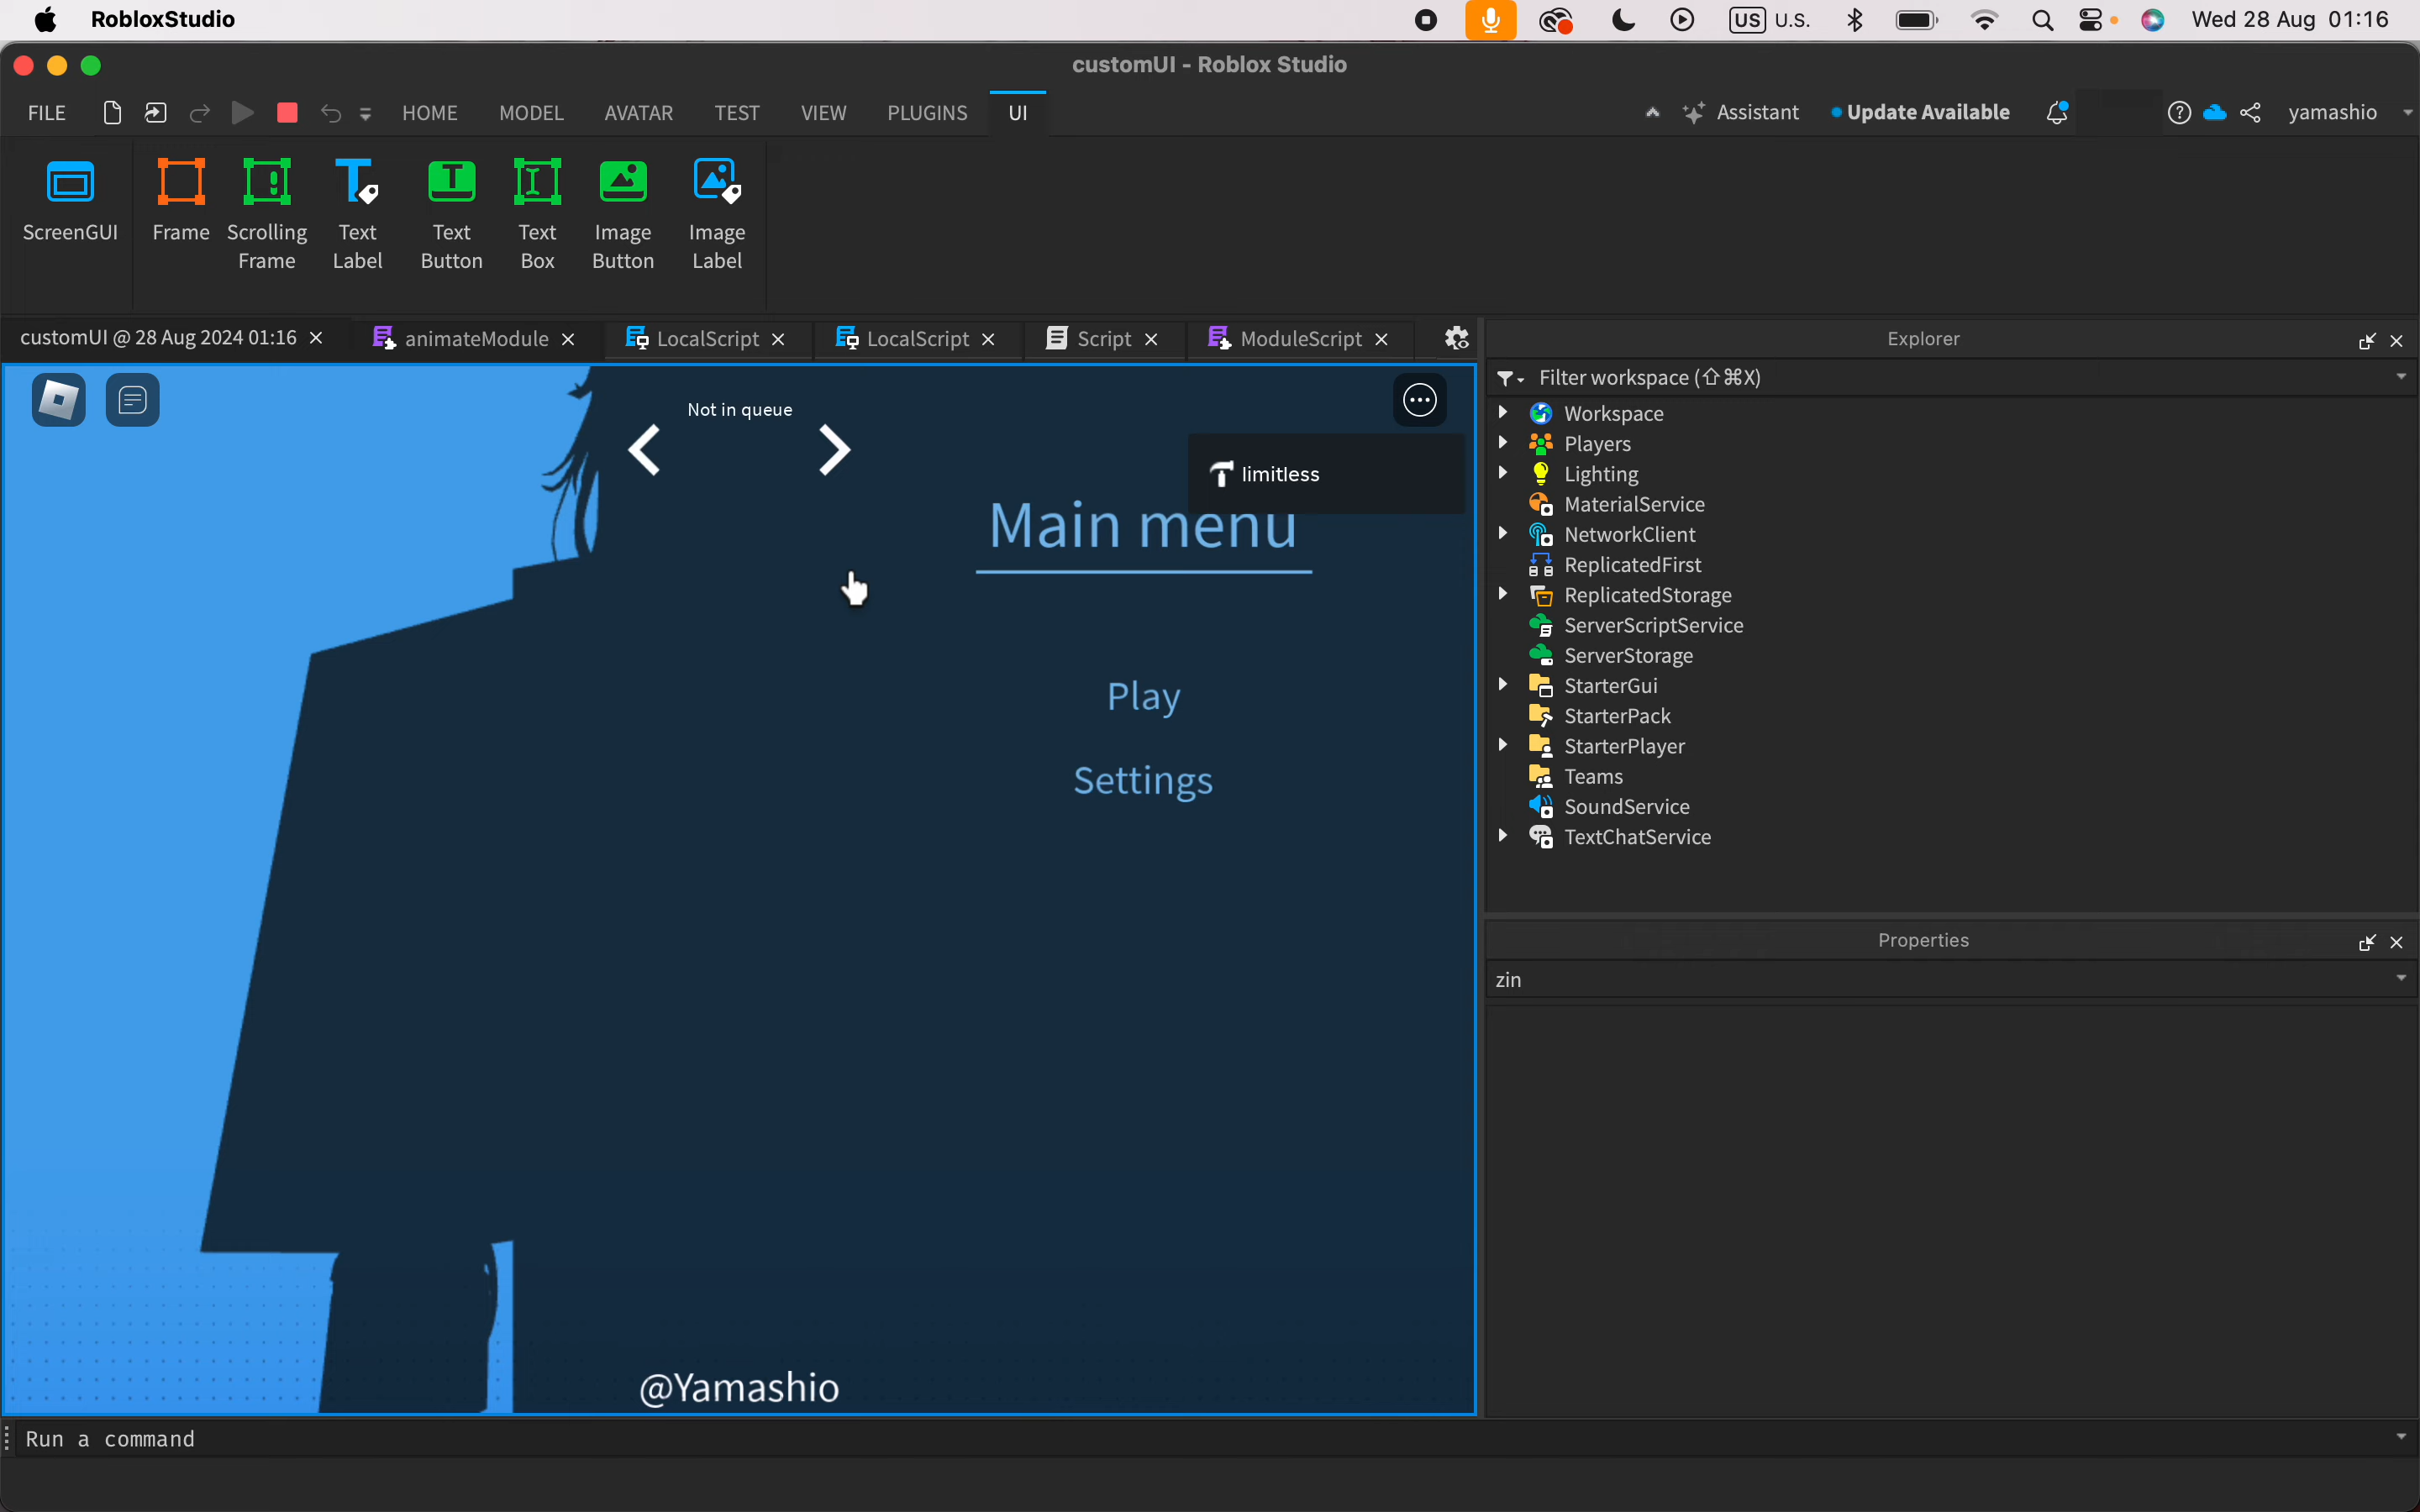 RobloxStudio
US U.S. Wed 28 Aug 01:16
customUI - Roblox Studio
FILE HOME MODEL AVATAR TEST VIEW PLUGINS UI Assistant Update Available yamashio
ScreenGUI Frame Scrolling Frame Text Label Text Button Text Box Image Button Image Label
customUI @ 28 Aug 2024 01:16 animateModule LocalScript LocalScript Script ModuleScript
Not in queue
limitless
Main menu
Play
Settings
@Yamashio
Explorer
Filter workspace (⇧⌘X)
Workspace
Players
Lighting
MaterialService
NetworkClient
ReplicatedFirst
ReplicatedStorage
ServerScriptService
ServerStorage
StarterGui
StarterPack
StarterPlayer
Teams
SoundService
TextChatService
Properties
zin
Run a command